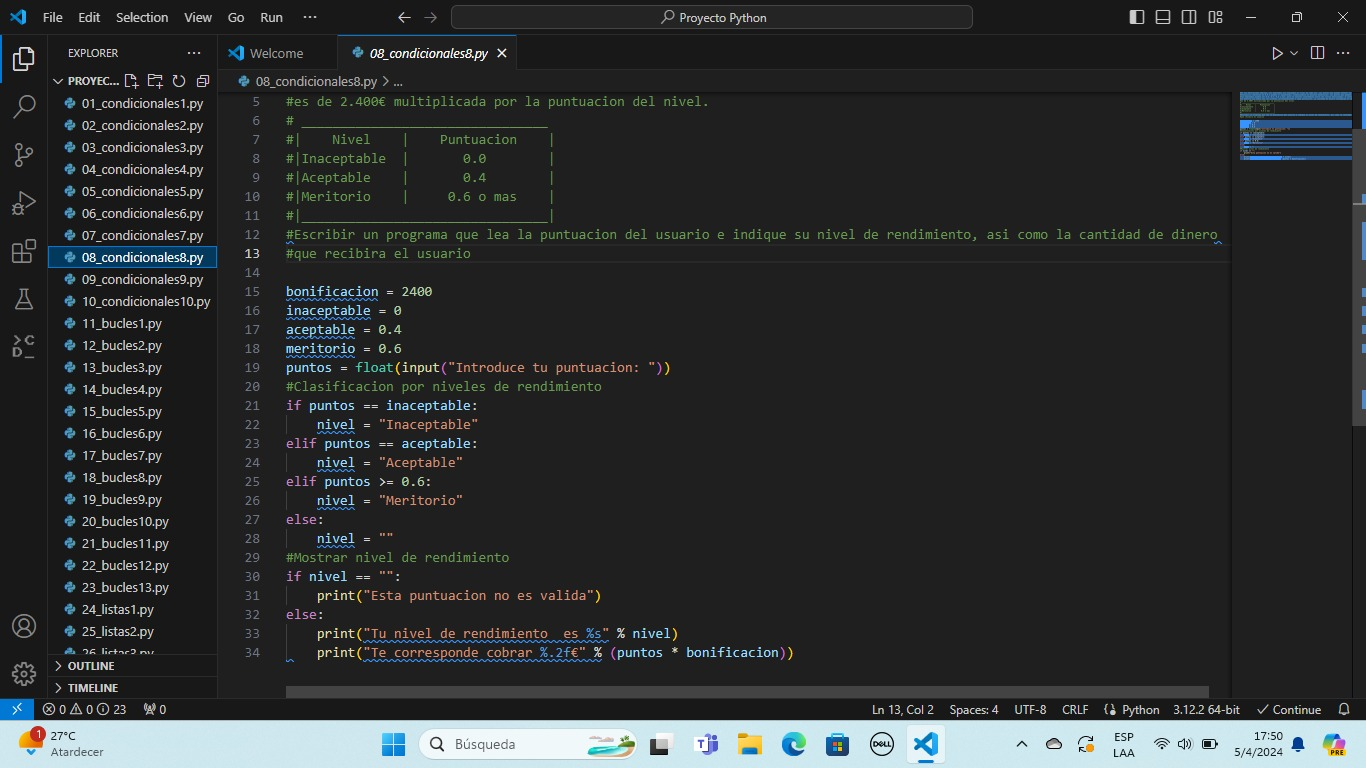 File Edit Selection View Go Run ···
Proyecto Python
EXPLORER ···
Welcome
08_condicionales8.py
PROYEC...
08_condicionales8.py > ...
01_condicionales1.py
02_condicionales2.py
03_condicionales3.py
04_condicionales4.py
05_condicionales5.py
06_condicionales6.py
07_condicionales7.py
08_condicionales8.py
09_condicionales9.py
10_condicionales10.py
11_bucles1.py
12_bucles2.py
13_bucles3.py
14_bucles4.py
15_bucles5.py
16_bucles6.py
17_bucles7.py
18_bucles8.py
19_bucles9.py
20_bucles10.py
21_bucles11.py
22_bucles12.py
23_bucles13.py
24_listas1.py
25_listas2.py
26_listas3.py
OUTLINE
TIMELINE
5 #es de 2.400€ multiplicada por la puntuacion del nivel.
6 # ________________________________
7 #|    Nivel    |    Puntuacion    |
8 #|Inaceptable  |       0.0        |
9 #|Aceptable    |       0.4        |
10 #|Meritorio    |     0.6 o mas    |
11 #|________________________________|
12 #Escribir un programa que lea la puntuacion del usuario e indique su nivel de rendimiento, asi como la cantidad de dinero
13 #que recibira el usuario
14
15 bonificacion = 2400
16 inaceptable = 0
17 aceptable = 0.4
18 meritorio = 0.6
19 puntos = float(input("Introduce tu puntuacion: "))
20 #Clasificacion por niveles de rendimiento
21 if puntos == inaceptable:
22     nivel = "Inaceptable"
23 elif puntos == aceptable:
24     nivel = "Aceptable"
25 elif puntos >= 0.6:
26     nivel = "Meritorio"
27 else:
28     nivel = ""
29 #Mostrar nivel de rendimiento
30 if nivel == "":
31     print("Esta puntuacion no es valida")
32 else:
33     print("Tu nivel de rendimiento  es %s" % nivel)
34     print("Te corresponde cobrar %.2f€" % (puntos * bonificacion))
0 0 23 0
Ln 13, Col 2 Spaces: 4 UTF-8 CRLF Python 3.12.2 64-bit Continue
1
27°C
Atardecer
Búsqueda
DELL
ESP
LAA
17:50
5/4/2024
PRE